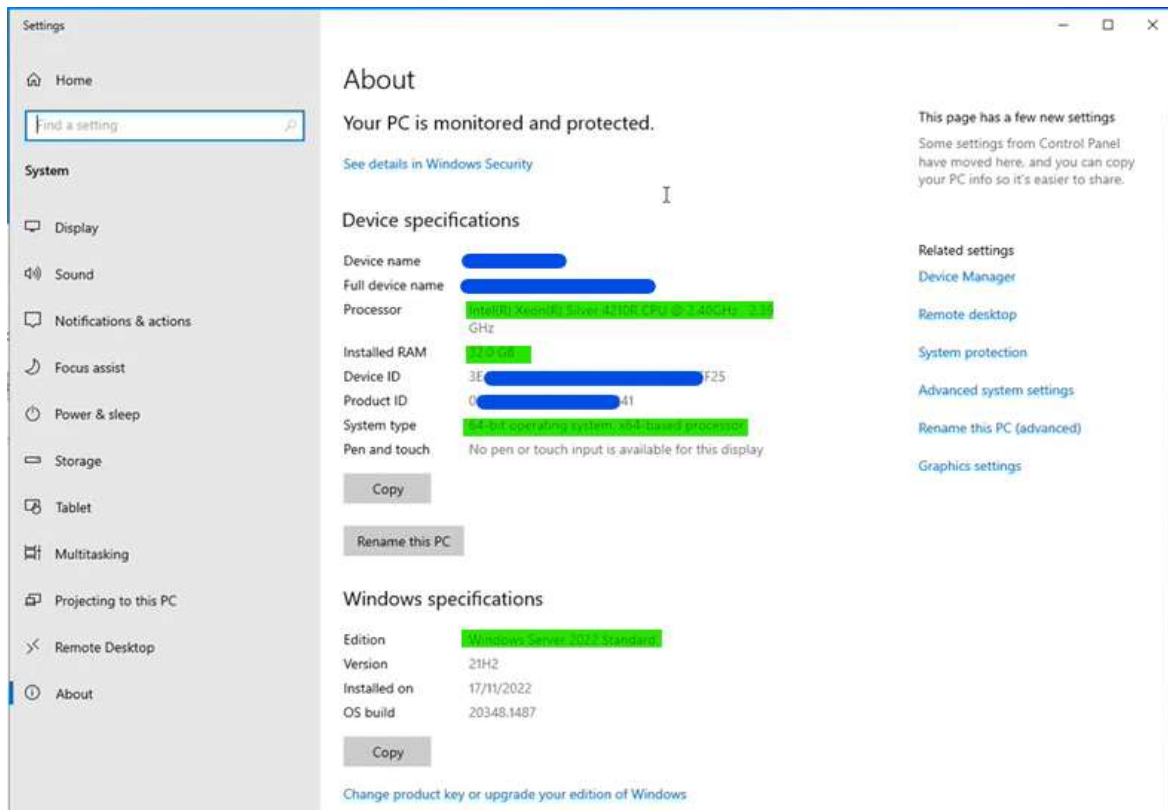 Settings
Home
Find a setting
System
Display
Sound
Notifications & actions
Focus assist
Power & sleep
Storage
Tablet
Multitasking
Projecting to this PC
Remote Desktop
About
About
Your PC is monitored and protected.
See details in Windows Security
Device specifications
Device name
Full device name
Processor Intel(R) Xeon(R) Silver 4210R CPU @ 2.40GHz 2.39
GHz
Installed RAM 32.0 GB
Device ID 3E F25
Product ID 0 41
System type 64-bit operating system, x64-based processor
Pen and touch No pen or touch input is available for this display
Copy
Rename this PC
Windows specifications
Edition Windows Server 2022 Standard
Version 21H2
Installed on 17/11/2022
OS build 20348.1487
Copy
Change product key or upgrade your edition of Windows
This page has a few new settings
Some settings from Control Panel
have moved here, and you can copy
your PC info so it's easier to share.
Related settings
Device Manager
Remote desktop
System protection
Advanced system settings
Rename this PC (advanced)
Graphics settings